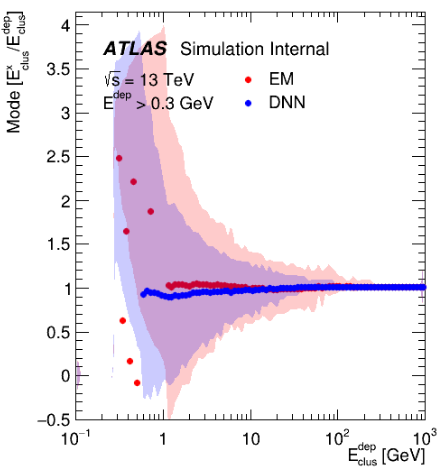 Mode [E^x_clus/E^dep_clus]
4
3.5
3
2.5
2
1.5
1
0.5
0
−0.5
ATLAS Simulation Internal
√s = 13 TeV
E^dep > 0.3 GeV
EM
DNN
10^−1
1
10
10^2
10^3
E^dep_clus [GeV]